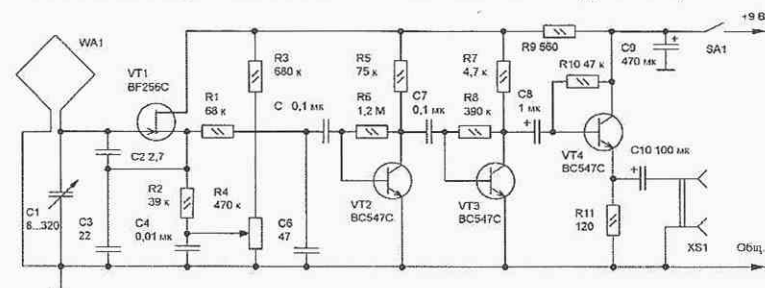 WA1
VT1
BF256C
R1
68 к
R3
680 к
C 0,1 мк
R5
75 к
R6
1,2 М
C7
0,1 мк
R7
4,7 к
R8
390 к
R9 560
C8
1 мк
R10 47 к
C9
470 мк
SA1
+9 В
C2 2,7
C1
8...320
C3
22
R2
39 к
C4
0,01 мк
R4
470 к
C6
47
VT2
BC547C
VT3
BC547C
VT4
BC547C
C10 100 мк
R11
120
XS1
Общ.